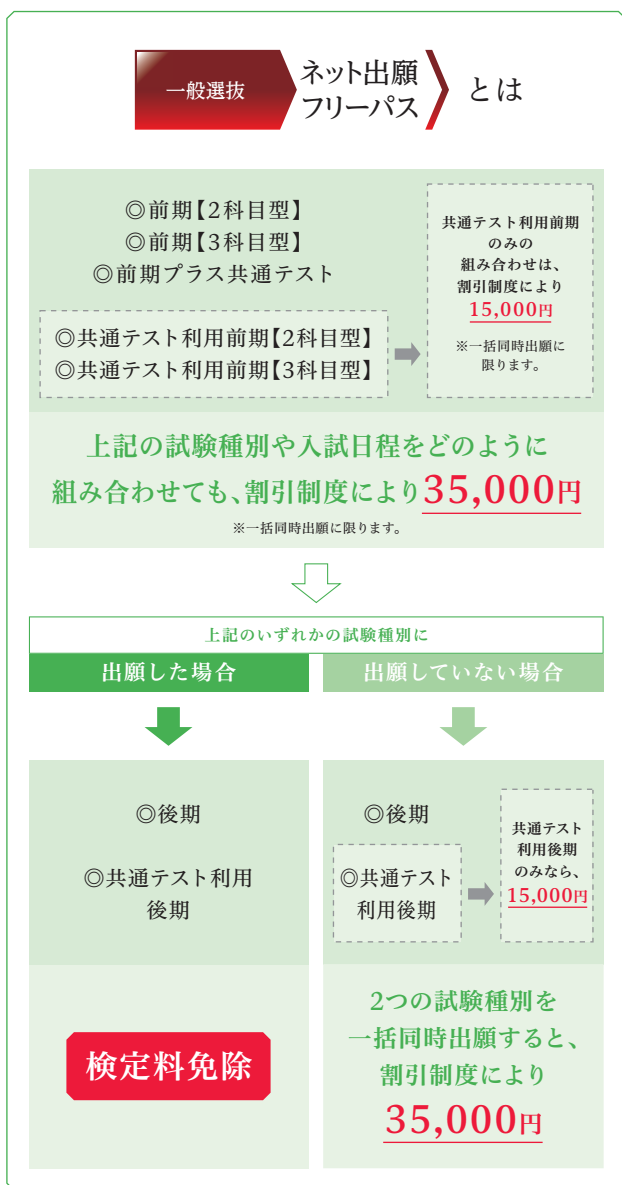 一般選抜
ネット出願
フリーパス
とは
◎前期【2科目型】
◎前期【3科目型】
◎前期プラス共通テスト
◎共通テスト利用前期【2科目型】
◎共通テスト利用前期【3科目型】
共通テスト利用前期
のみの
組み合わせは、
割引制度により
15,000円
※一括同時出願に
限ります。
上記の試験種別や入試日程をどのように
組み合わせても、割引制度により35,000円
※一括同時出願に限ります。
上記のいずれかの試験種別に
出願した場合
出願していない場合
◎後期
◎共通テスト利用
後期
検定料免除
◎後期
◎共通テスト
利用後期
共通テスト
利用後期
のみなら、
15,000円
2つの試験種別を
一括同時出願すると、
割引制度により
35,000円